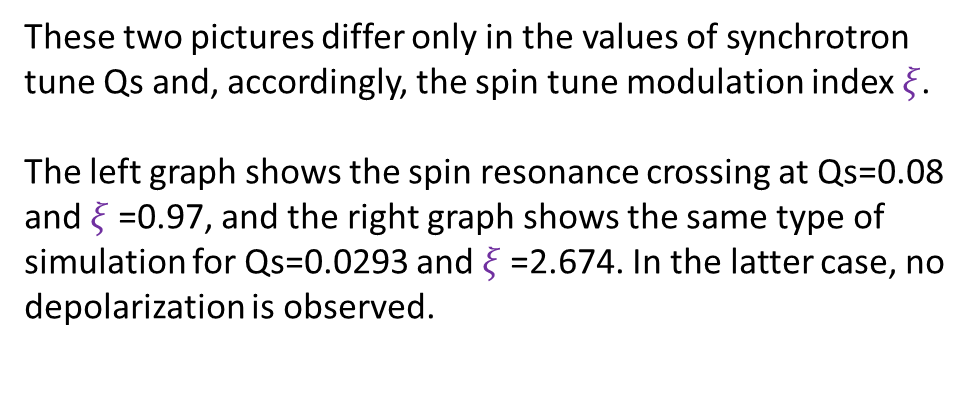 These two pictures differ only in the values of synchrotron
tune Qs and, accordingly, the spin tune modulation index ξ.
The left graph shows the spin resonance crossing at Qs=0.08
and ξ =0.97, and the right graph shows the same type of
simulation for Qs=0.0293 and ξ =2.674. In the latter case, no
depolarization is observed.